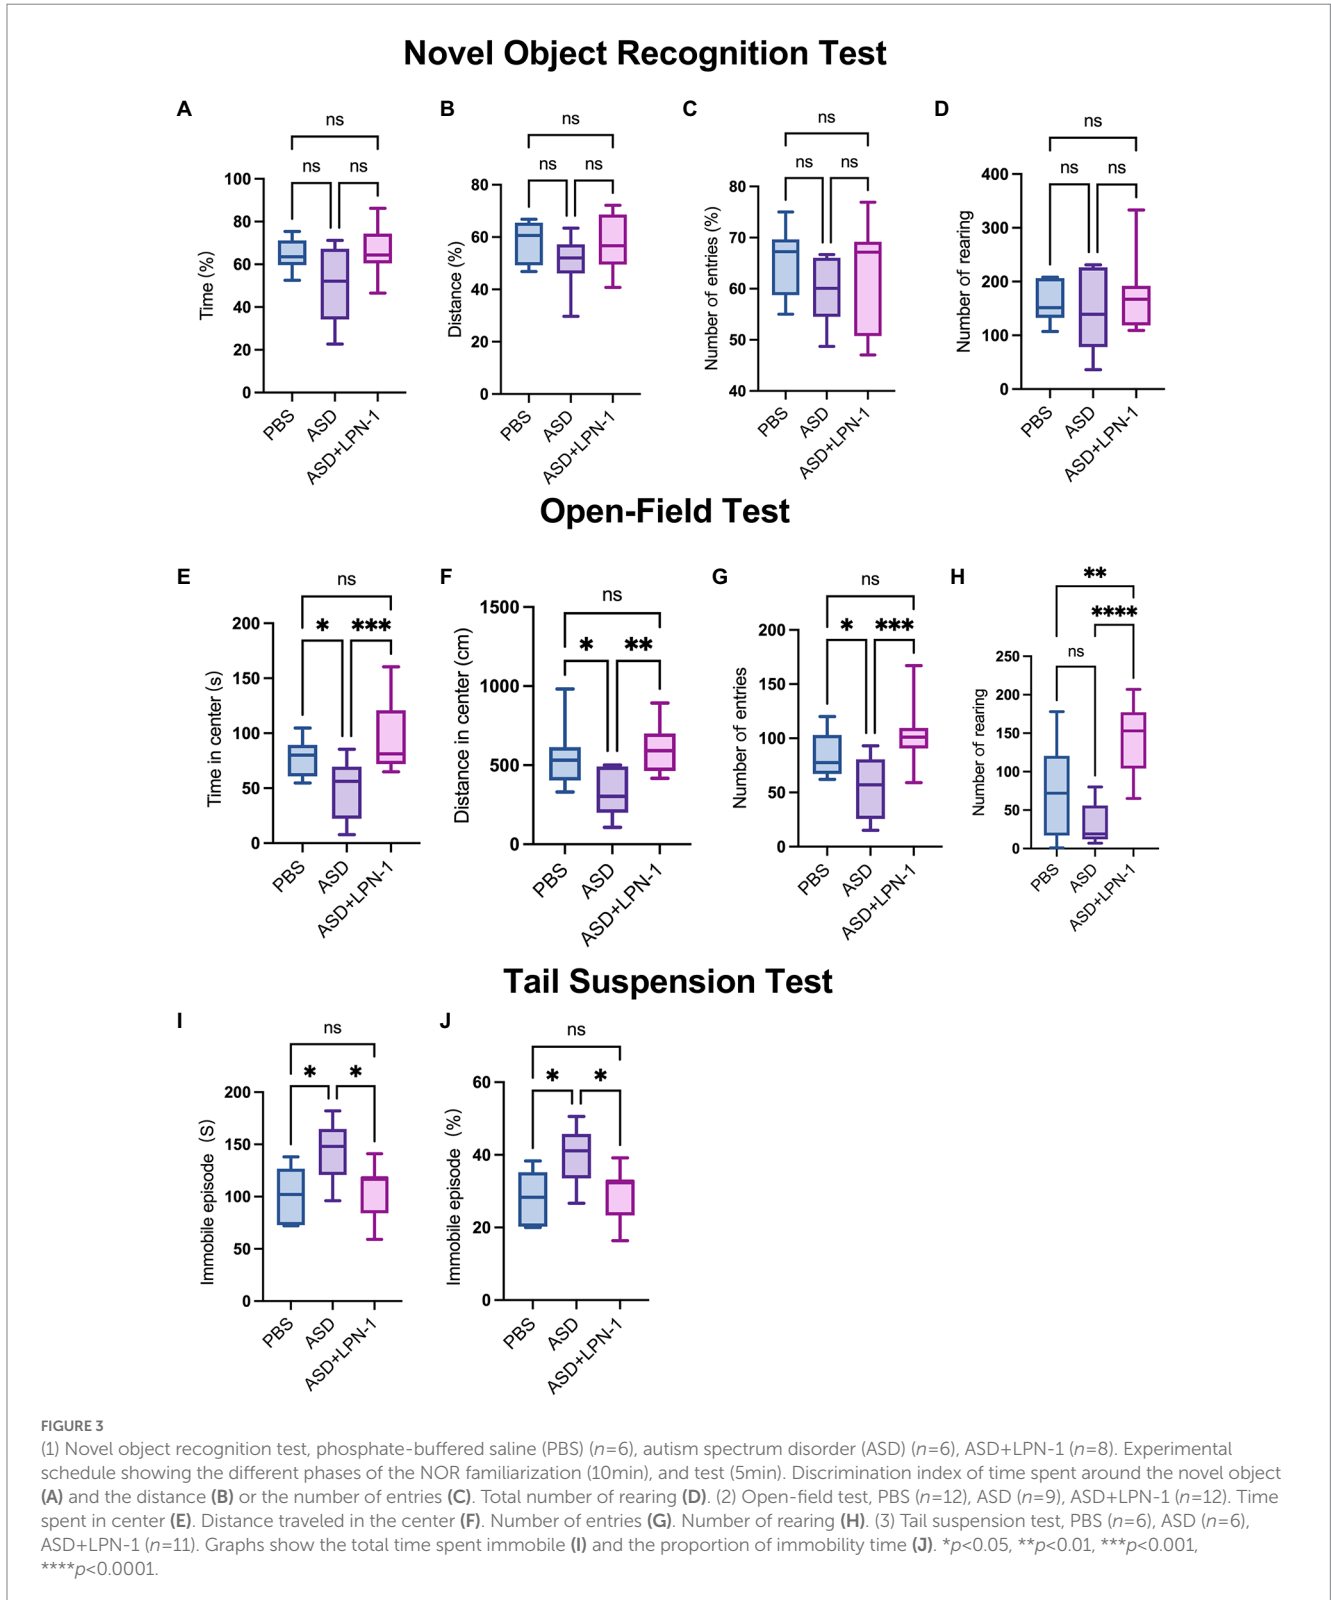 Novel Object Recognition Test
A
B
C
D
ns
ns
ns
ns
ns ns
ns ns
ns ns
ns ns
Time (%)
100
80
60
40
20
0
PBS
ASD
ASD+LPN-1
Distance (%)
80
60
40
20
0
PBS
ASD
ASD+LPN-1
Number of entries (%)
80
70
60
50
40
PBS
ASD
ASD+LPN-1
Number of rearing
400
300
200
100
0
PBS
ASD
ASD+LPN-1
Open-Field Test
E
F
G
H
ns
* ***
Time in center (s)
200
150
100
50
0
PBS
ASD
ASD+LPN-1
ns
* **
Distance in center (cm)
1500
1000
500
0
PBS
ASD
ASD+LPN-1
ns
* ***
Number of entries
200
150
100
50
0
PBS
ASD
ASD+LPN-1
**
****
ns
Number of rearing
250
200
150
100
50
0
PBS
ASD
ASD+LPN-1
Tail Suspension Test
I
J
ns
* *
Immobile episode (S)
200
150
100
50
0
PBS
ASD
ASD+LPN-1
ns
* *
Immobile episode (%)
60
40
20
0
PBS
ASD
ASD+LPN-1
FIGURE 3
(1) Novel object recognition test, phosphate-buffered saline (PBS) (n=6), autism spectrum disorder (ASD) (n=6), ASD+LPN-1 (n=8). Experimental
schedule showing the different phases of the NOR familiarization (10min), and test (5min). Discrimination index of time spent around the novel object
(A) and the distance (B) or the number of entries (C). Total number of rearing (D). (2) Open-field test, PBS (n=12), ASD (n=9), ASD+LPN-1 (n=12). Time
spent in center (E). Distance traveled in the center (F). Number of entries (G). Number of rearing (H). (3) Tail suspension test, PBS (n=6), ASD (n=6),
ASD+LPN-1 (n=11). Graphs show the total time spent immobile (I) and the proportion of immobility time (J). *p<0.05, **p<0.01, ***p<0.001,
****p<0.0001.